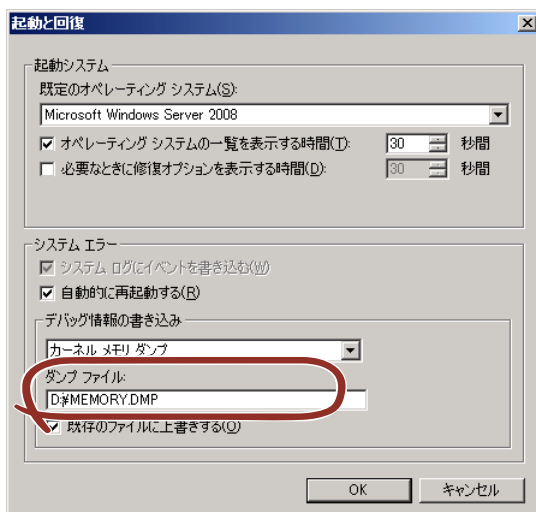 起動と回復
起動システム
既定のオペレーティング システム(S):
Microsoft Windows Server 2008
オペレーティング システムの一覧を表示する時間(T): 30 秒間
必要なときに修復オプションを表示する時間(D): 30 秒間
システム エラー
システム ログにイベントを書き込む(W)
自動的に再起動する(R)
デバッグ情報の書き込み
カーネル メモリ ダンプ
ダンプ ファイル:
D:¥MEMORY.DMP
既存のファイルに上書きする(O)
OK キャンセル